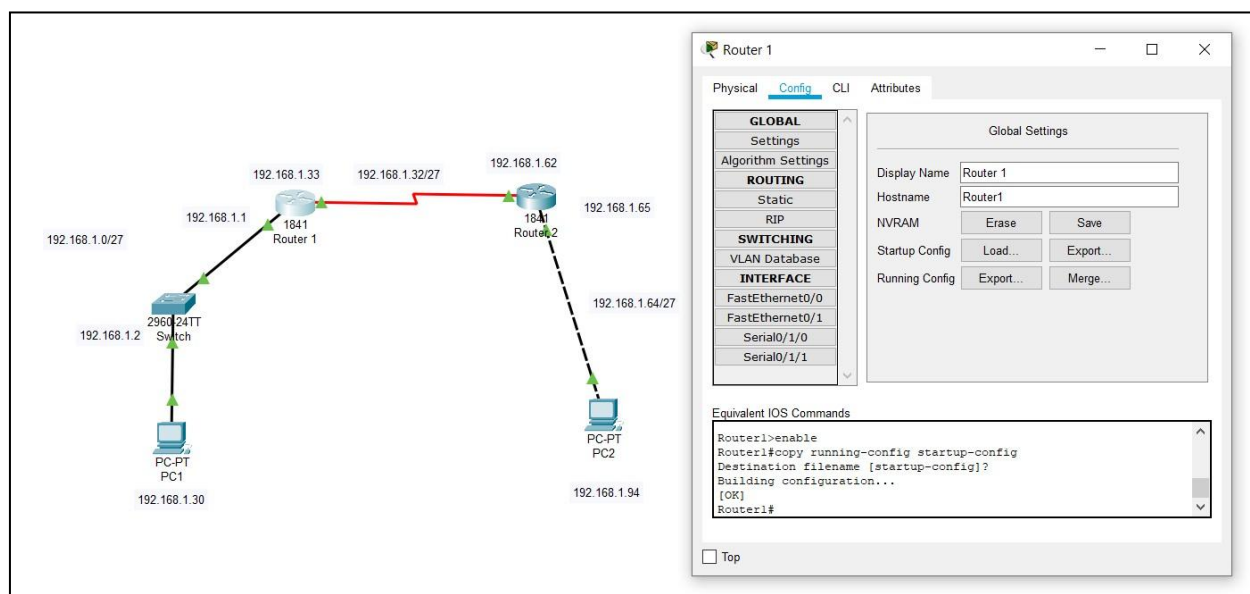 192.168.1.33
192.168.1.32/27
192.168.1.62
192.168.1.65
192.168.1.1
1841
Router 1
1841
Router 2
192.168.1.0/27
192.168.1.64/27
2960-24TT
Switch
192.168.1.2
PC-PT
PC1
192.168.1.30
PC-PT
PC2
192.168.1.94
Router 1
Physical Config CLI Attributes
GLOBAL
Settings
Algorithm Settings
ROUTING
Static
RIP
SWITCHING
VLAN Database
INTERFACE
FastEthernet0/0
FastEthernet0/1
Serial0/1/0
Serial0/1/1
Global Settings
Display Name Router 1
Hostname Router1
NVRAM Erase Save
Startup Config Load... Export...
Running Config Export... Merge...
Equivalent IOS Commands
Router1>enable
Router1#copy running-config startup-config
Destination filename [startup-config]?
Building configuration...
[OK]
Router1#
Top